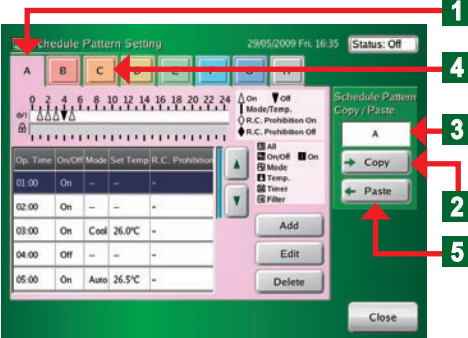 1
Schedule Pattern Setting 29/05/2009 Fri, 16:35 Status: Off
A B C D E F G H
4
0 2 4 6 8 10 12 14 16 18 20 22 24
On Off
Mode/Temp.
R.C. Prohibition On
R.C. Prohibition Off
All
On/Off On
Mode
Temp.
Timer
Filter
Schedule Pattern
Copy / Paste
A
3
Copy
2
Paste
5
Op. Time On/Off Mode Set Temp R.C. Prohibition
01:00 On – – -
02:00 On – – -
03:00 On Cool 26.0°C -
04:00 Off – – -
05:00 On Auto 26.5°C -
Add
Edit
Delete
Close